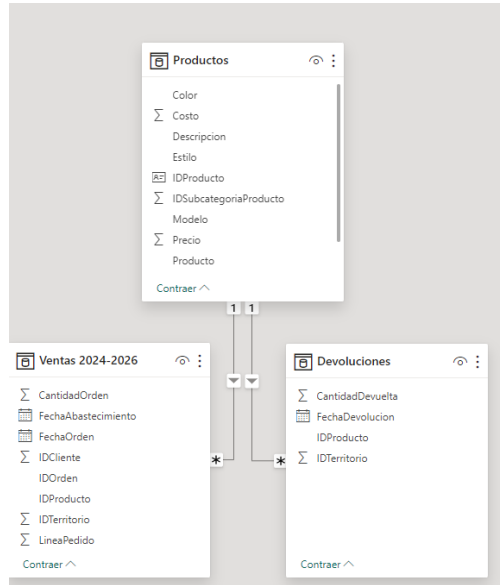 Productos
Color
Σ Costo
Descripcion
Estilo
IDProducto
Σ IDSubcategoriaProducto
Modelo
Σ Precio
Producto
Contraer
1 1
Ventas 2024-2026
Σ CantidadOrden
FechaAbastecimiento
FechaOrden
Σ IDCliente
IDOrden
IDProducto
Σ IDTerritorio
Σ LineaPedido
Contraer
* *
Devoluciones
Σ CantidadDevuelta
FechaDevolucion
IDProducto
Σ IDTerritorio
Contraer